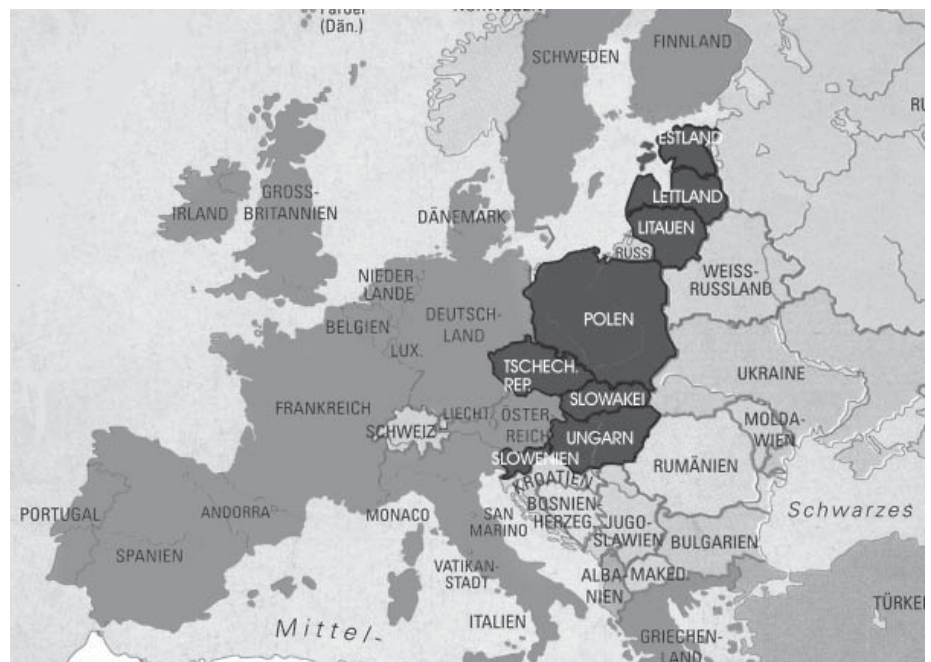 (Dän.)
SCHWEDEN
FINNLAND
ESTLAND
LETTLAND
LITAUEN
RUSS.
IRLAND
GROSS-
BRITANNIEN
DÄNEMARK
NIEDER-
LANDE
BELGIEN
LUX.
DEUTSCH-
LAND
POLEN
WEISS-
RUSSLAND
UKRAINE
TSCHECH.
REP.
SLOWAKEI
MOLDA-
WIEN
FRANKREICH
SCHWEIZ
LIECHT.
ÖSTER-
REICH
UNGARN
RUMÄNIEN
SLOWENIEN
KROATIEN
BOSNIEN-
HERZEG.
JUGO-
SLAWIEN
BULGARIEN
Schwarzes
PORTUGAL
SPANIEN
ANDORRA
MONACO
SAN
MARINO
VATIKAN-
STADT
ITALIEN
ALBA-
NIEN
MAKED.
GRIECHEN-
LAND
TÜRKE
Mittel-